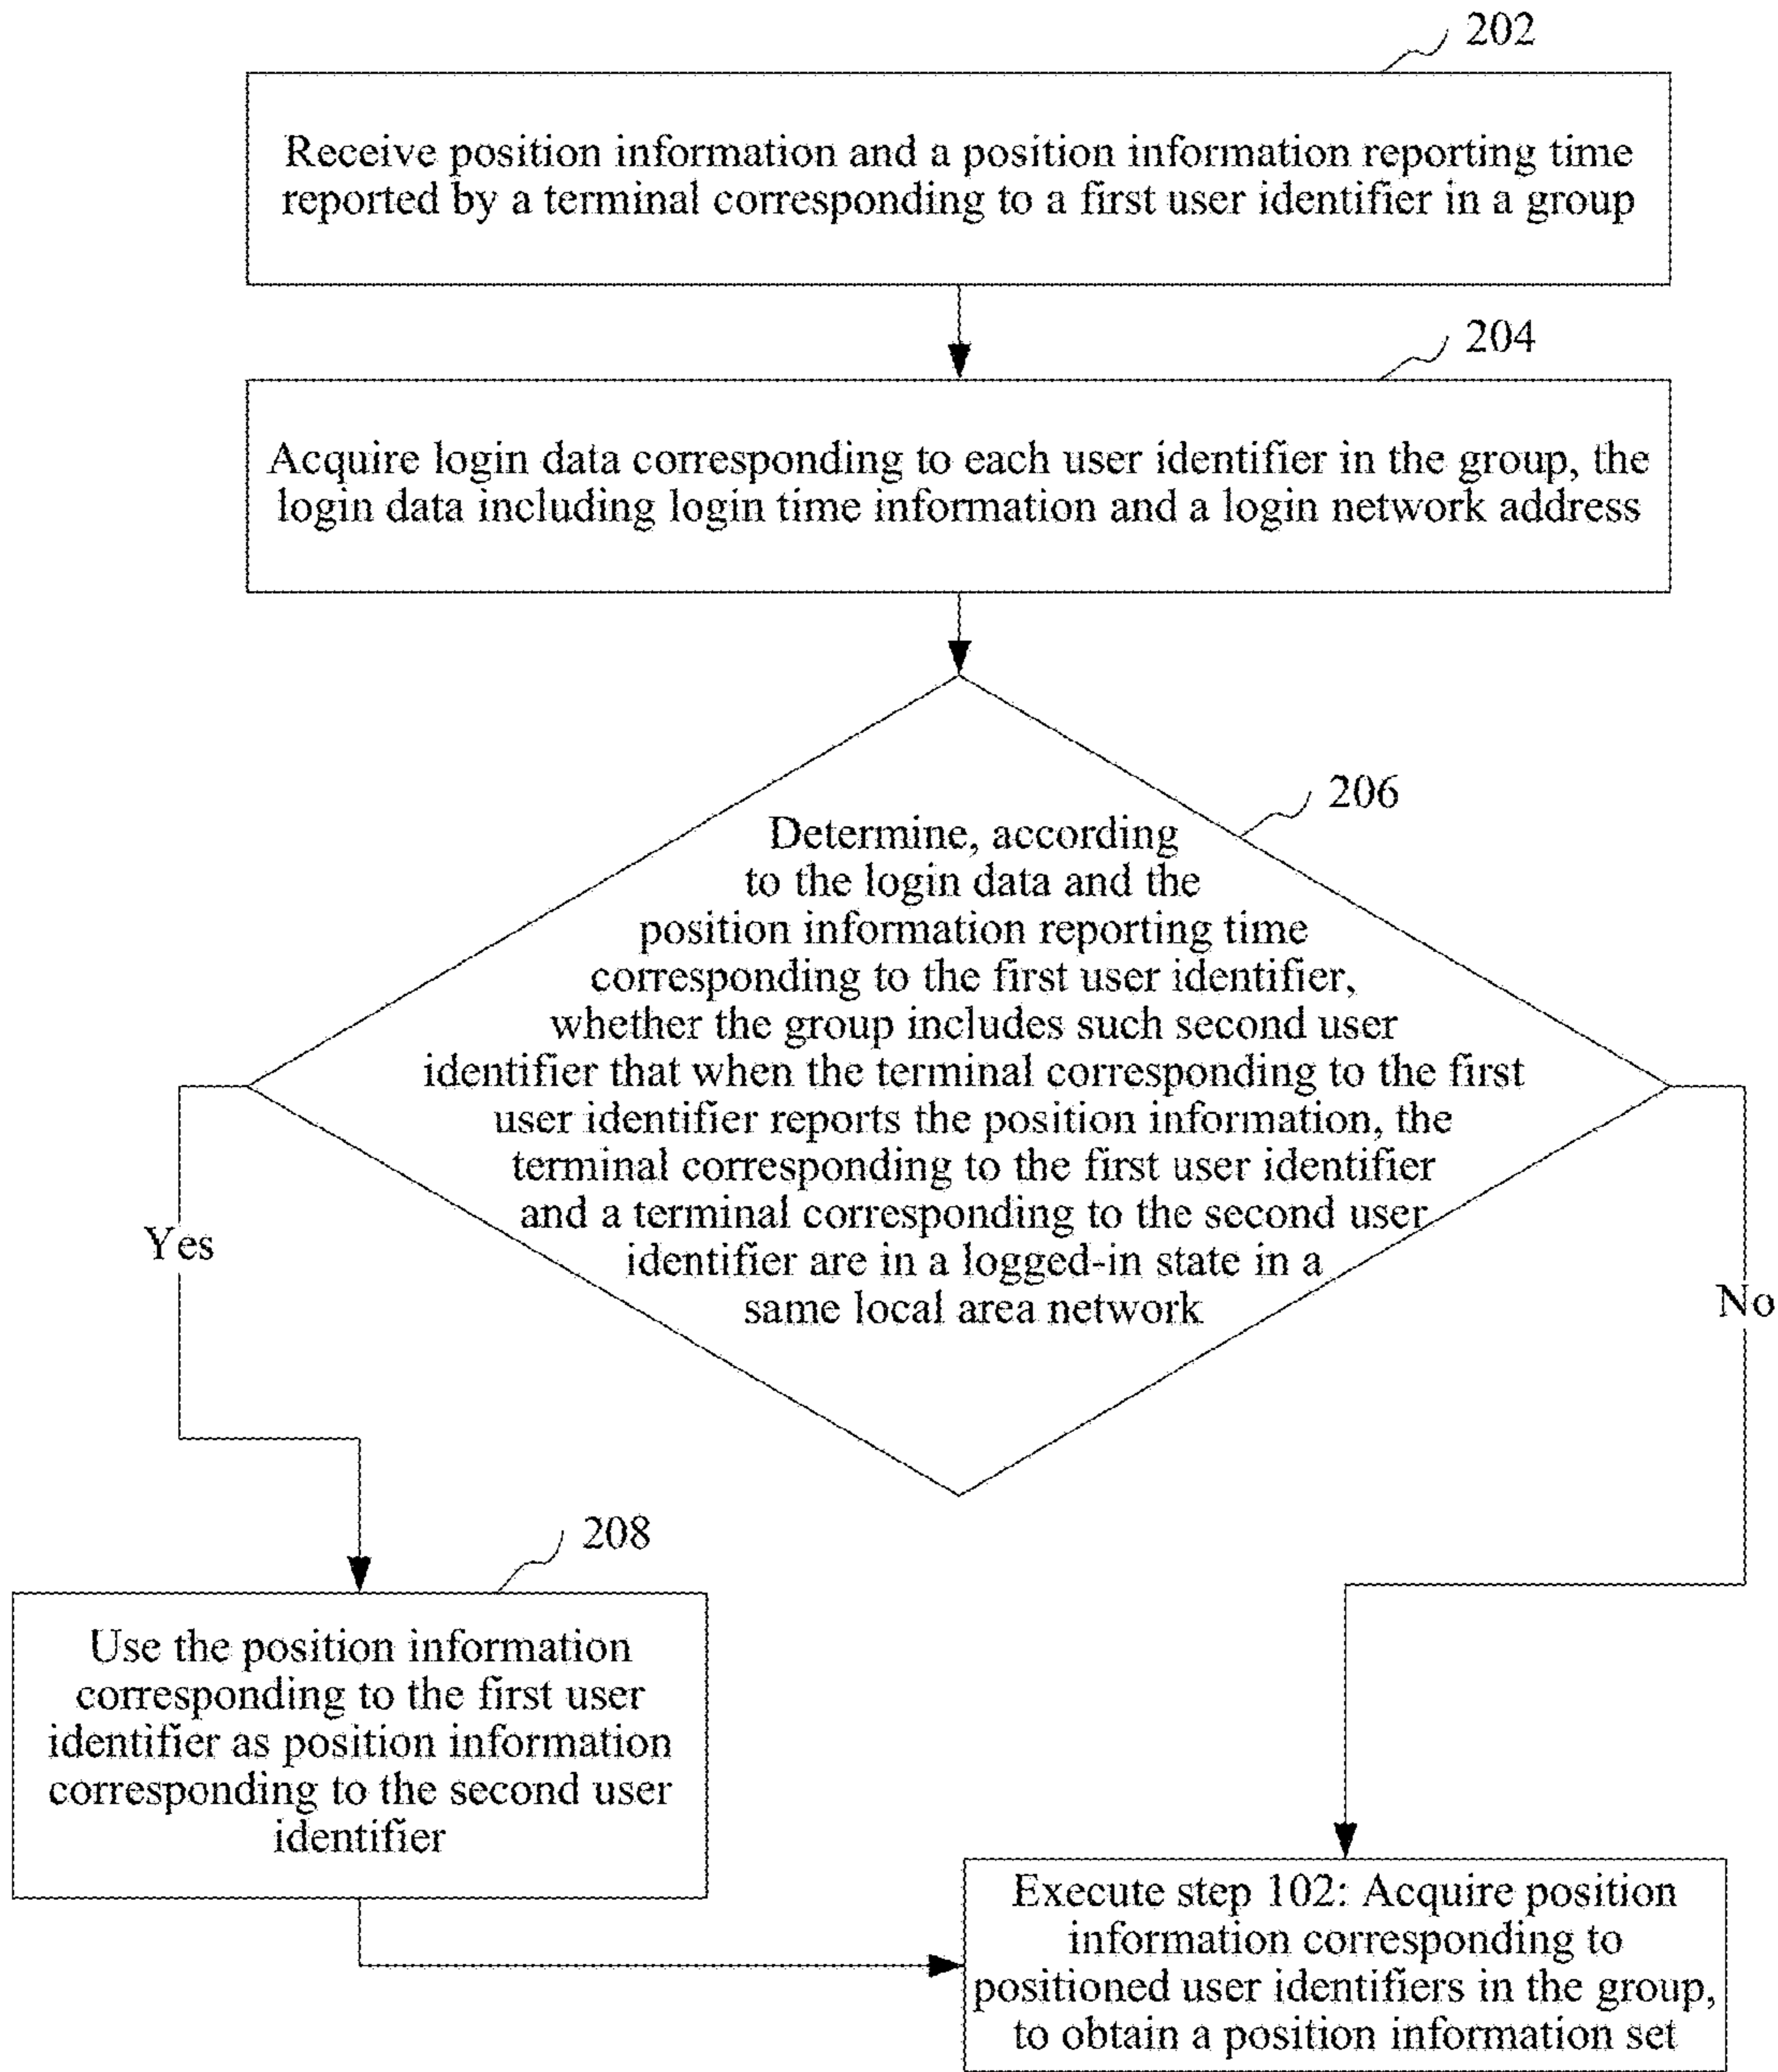 202
Receive position information and a position information reporting time
reported by a terminal corresponding to a first user identifier in a group
204
Acquire login data corresponding to each user identifier in the group, the
login data including login time information and a login network address
206
Determine, according
to the login data and the
position information reporting time
corresponding to the first user identifier,
whether the group includes such second user
identifier that when the terminal corresponding to the first
user identifier reports the position information, the
terminal corresponding to the first user identifier
and a terminal corresponding to the second user
identifier are in a logged-in state in a
same local area network
Yes
No
208
Use the position information
corresponding to the first user
identifier as position information
corresponding to the second user
identifier
Execute step 102: Acquire position
information corresponding to
positioned user identifiers in the group,
to obtain a position information set